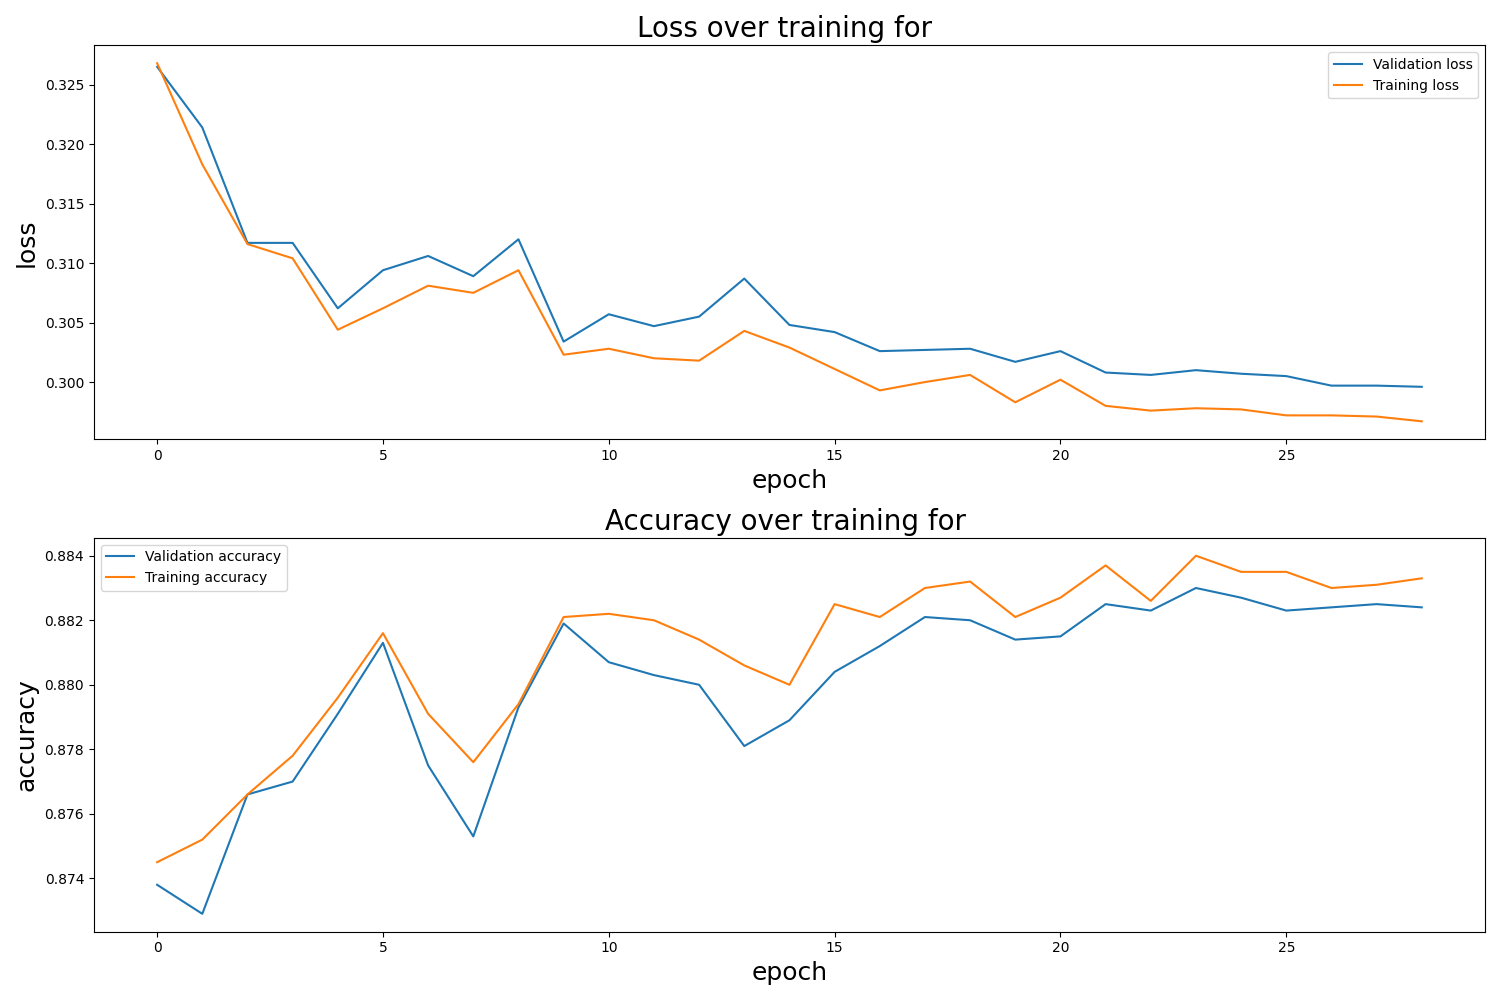 Loss over training for
Validation loss
Training loss
0.325
0.320
0.315
0.310
0.305
0.300
loss
0 5 10 15 20 25
epoch
Accuracy over training for
Validation accuracy
Training accuracy
0.884
0.882
0.880
0.878
0.876
0.874
accuracy
0 5 10 15 20 25
epoch